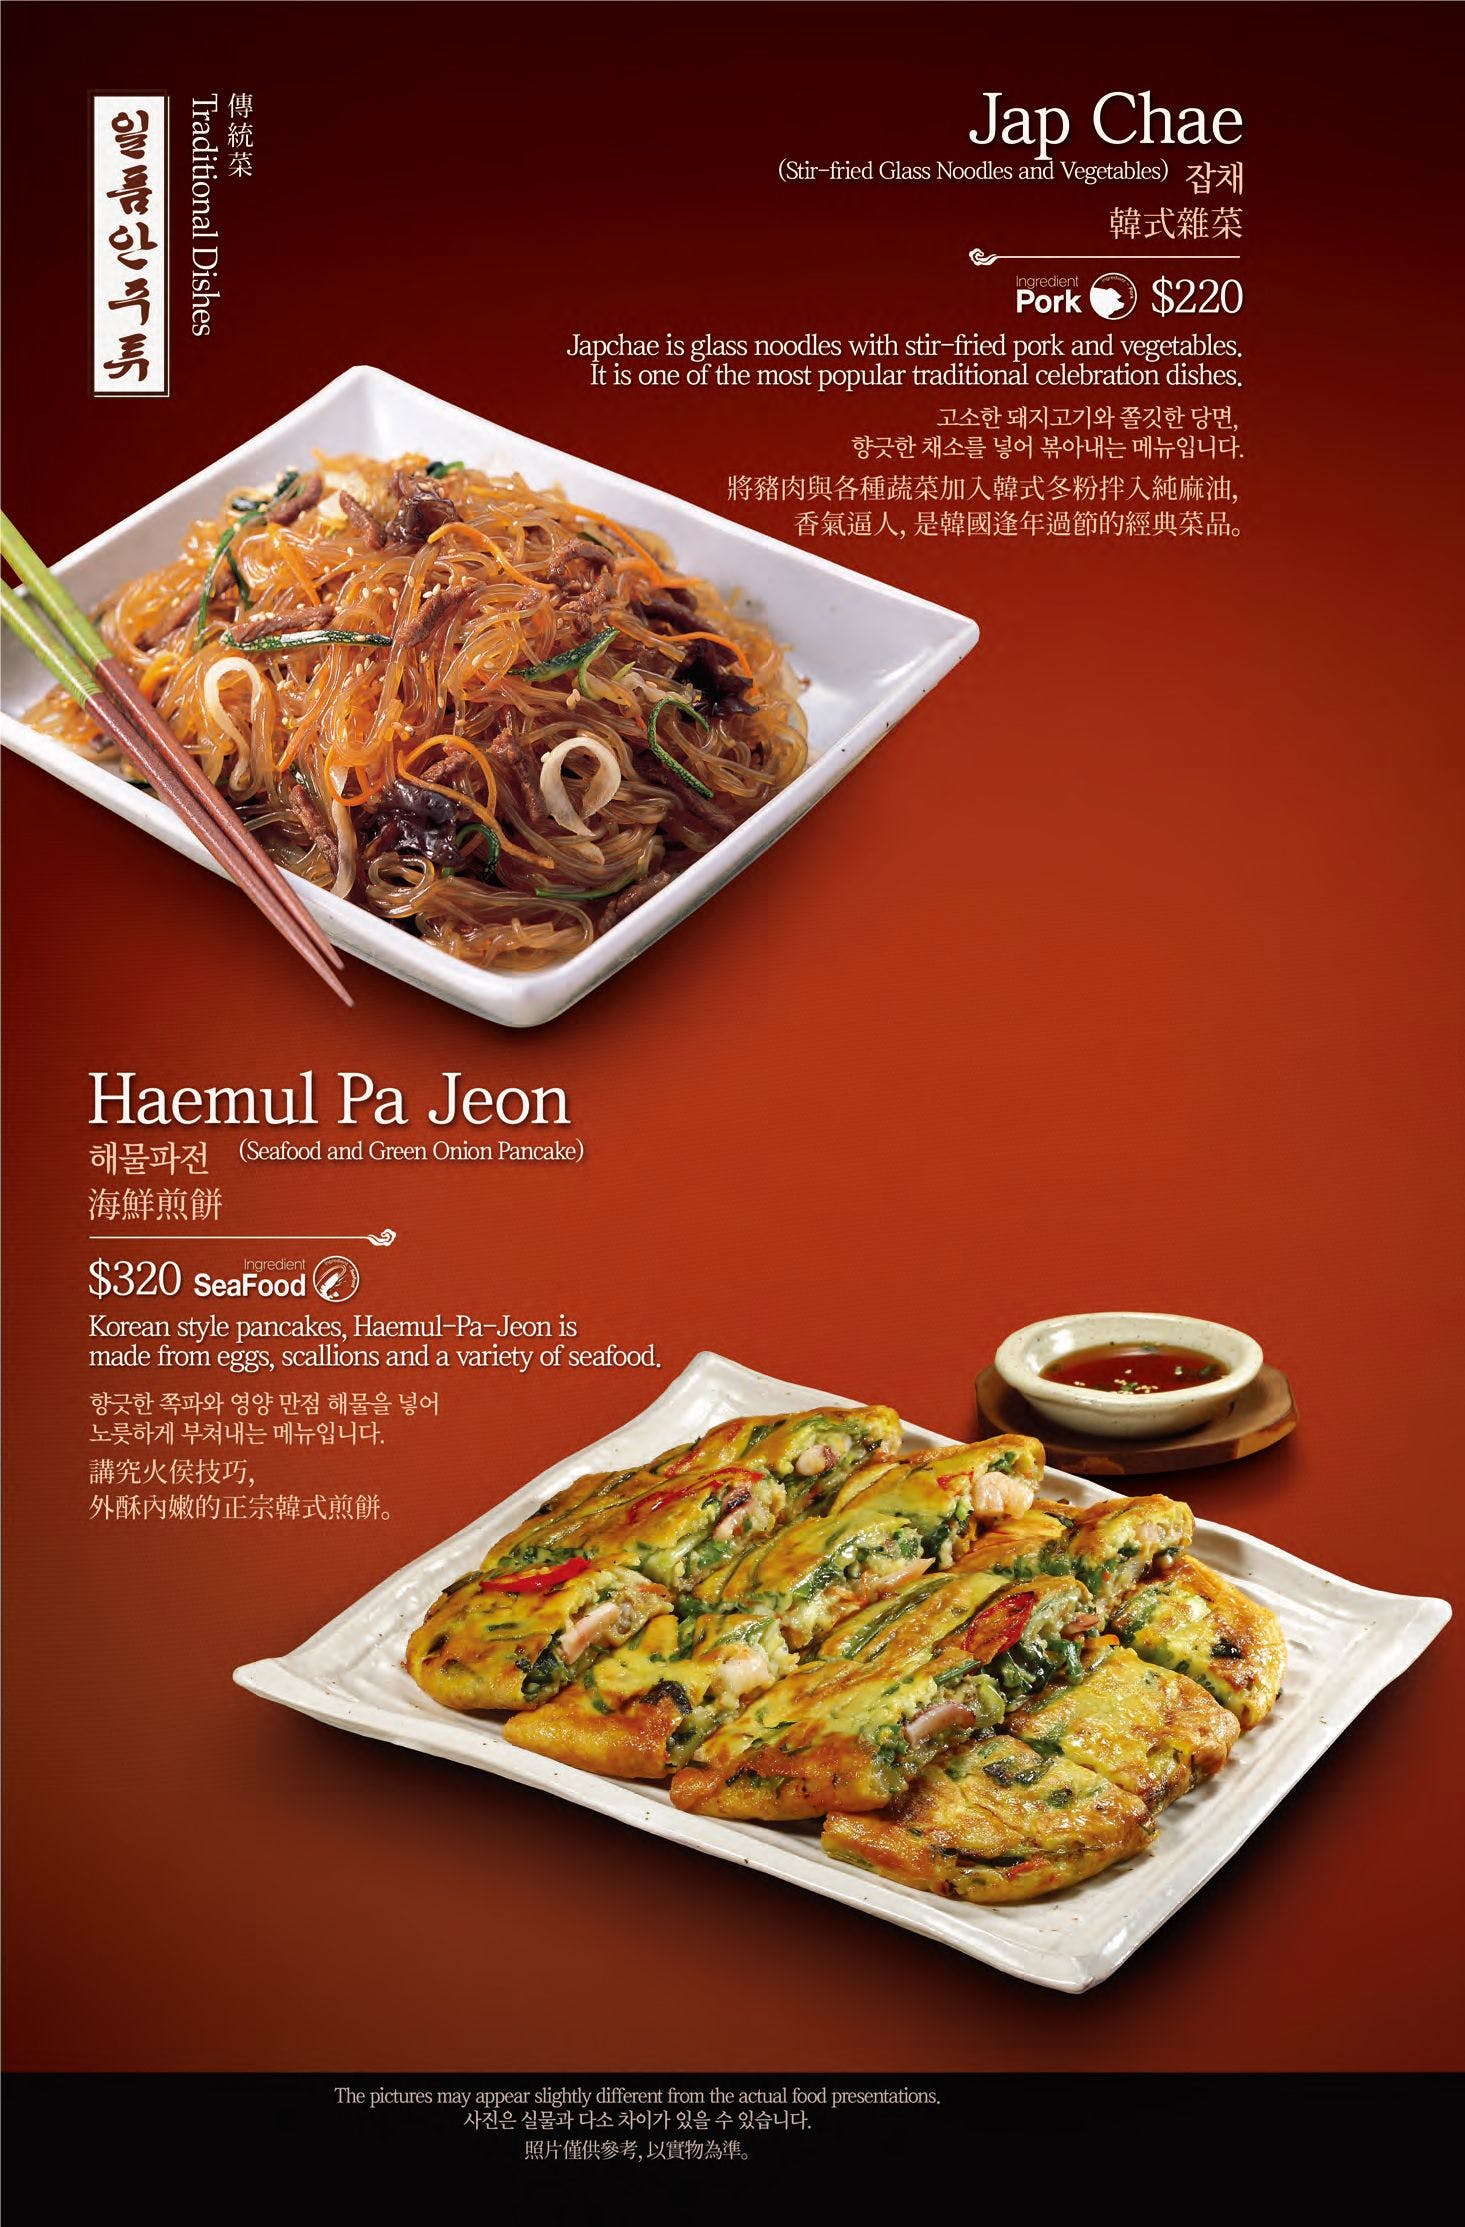 일품안주류
Traditional Dishes
傳統菜
Jap Chae
(Stir-fried Glass Noodles and Vegetables) 잡채
韓式雜菜
Ingredient
Pork $220
Japchae is glass noodles with stir-fried pork and vegetables.
It is one of the most popular traditional celebration dishes.
고소한 돼지고기와 쫄깃한 당면,
향긋한 채소를 넣어 볶아내는 메뉴입니다.
將豬肉與各種蔬菜加入韓式冬粉拌入純麻油,
香氣逼人, 是韓國逢年過節的經典菜品。
Haemul Pa Jeon
해물파전 (Seafood and Green Onion Pancake)
海鮮煎餅
Ingredient
$320 SeaFood
Korean style pancakes, Haemul-Pa-Jeon is
made from eggs, scallions and a variety of seafood.
향긋한 쪽파와 영양 만점 해물을 넣어
노릇하게 부쳐내는 메뉴입니다.
講究火侯技巧,
外酥內嫩的正宗韓式煎餅。
The pictures may appear slightly different from the actual food presentations.
사진은 실물과 다소 차이가 있을 수 있습니다.
照片僅供參考, 以實物為準。